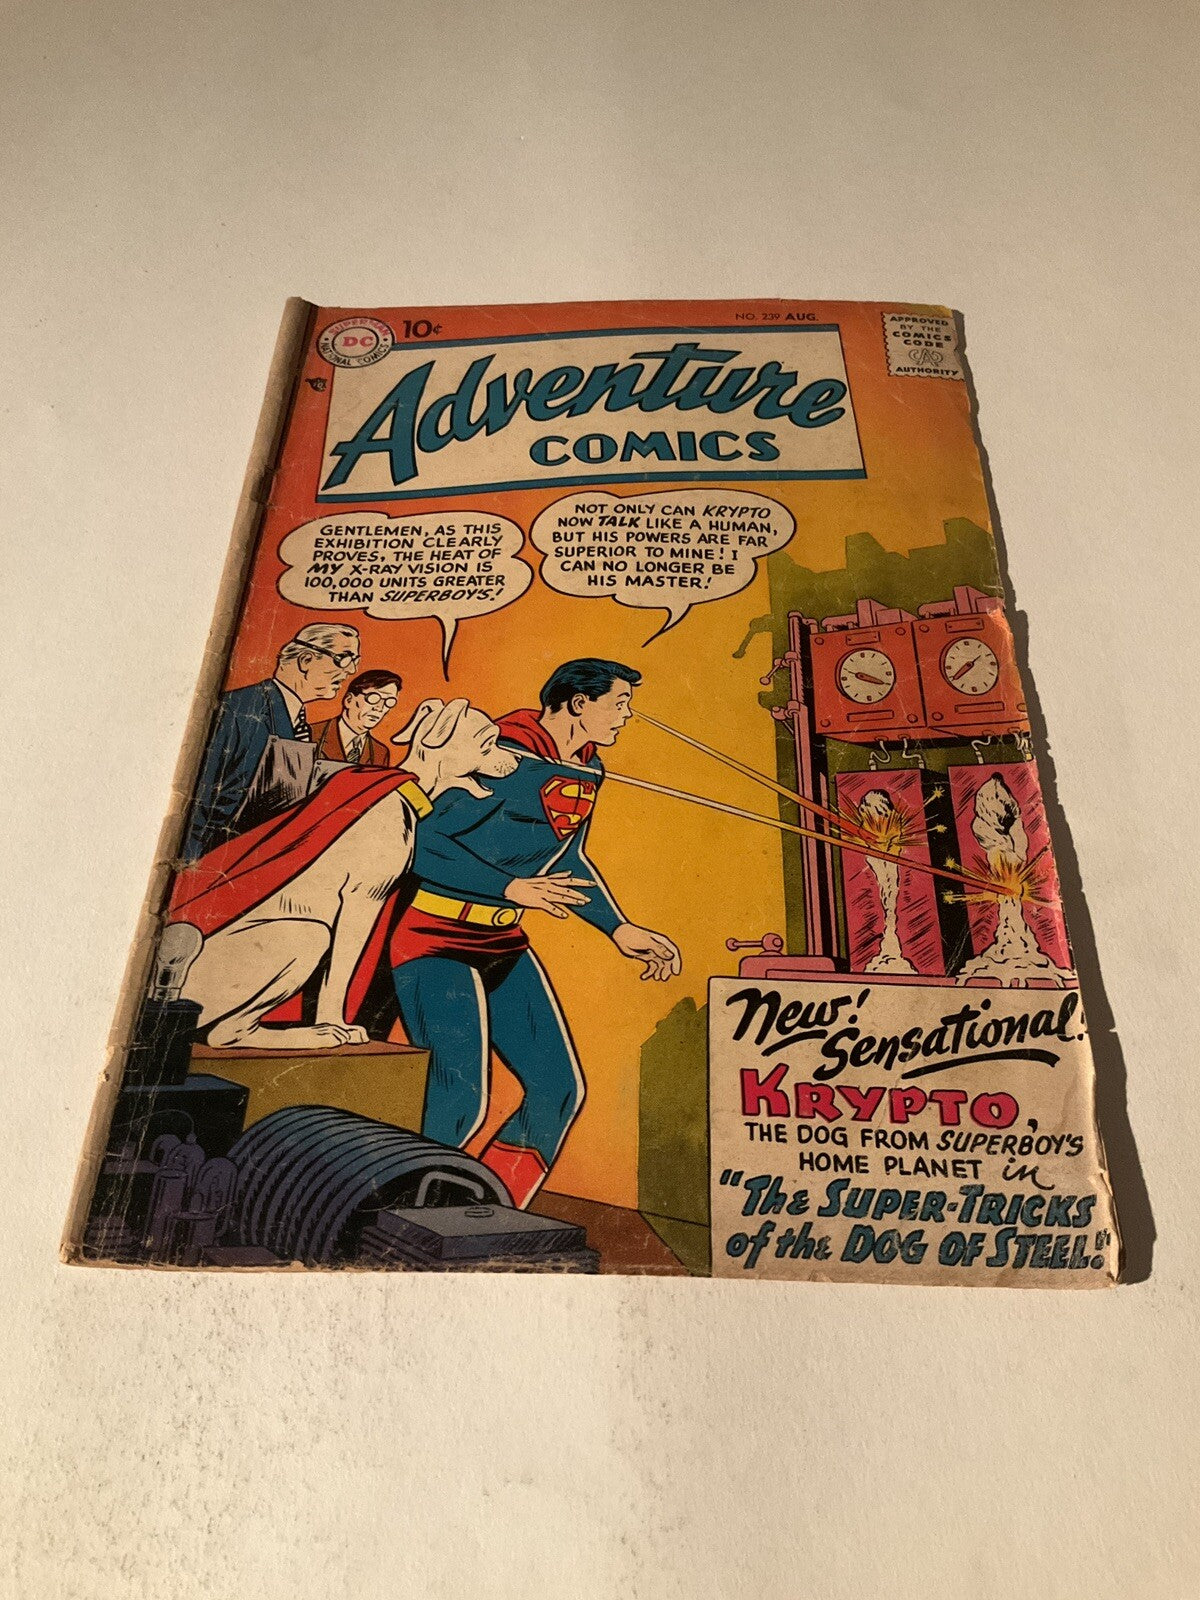 SUPERMAN
DC
NATIONAL COMICS
10¢
NO. 239 AUG.
APPROVED
BY THE
COMICS
CODE
CA
AUTHORITY
Adventure
COMICS
GENTLEMEN, AS THIS
EXHIBITION CLEARLY
PROVES, THE HEAT OF
MY X-RAY VISION IS
100,000 UNITS GREATER
THAN SUPERBOY'S!
NOT ONLY CAN KRYPTO
NOW TALK LIKE A HUMAN,
BUT HIS POWERS ARE FAR
SUPERIOR TO MINE! I
CAN NO LONGER BE
HIS MASTER!
S
New!
Sensational!
KRYPTO,
THE DOG FROM SUPERBOY'S
HOME PLANET in
"THE SUPER-TRICKS
of the DOG OF STEEL!"